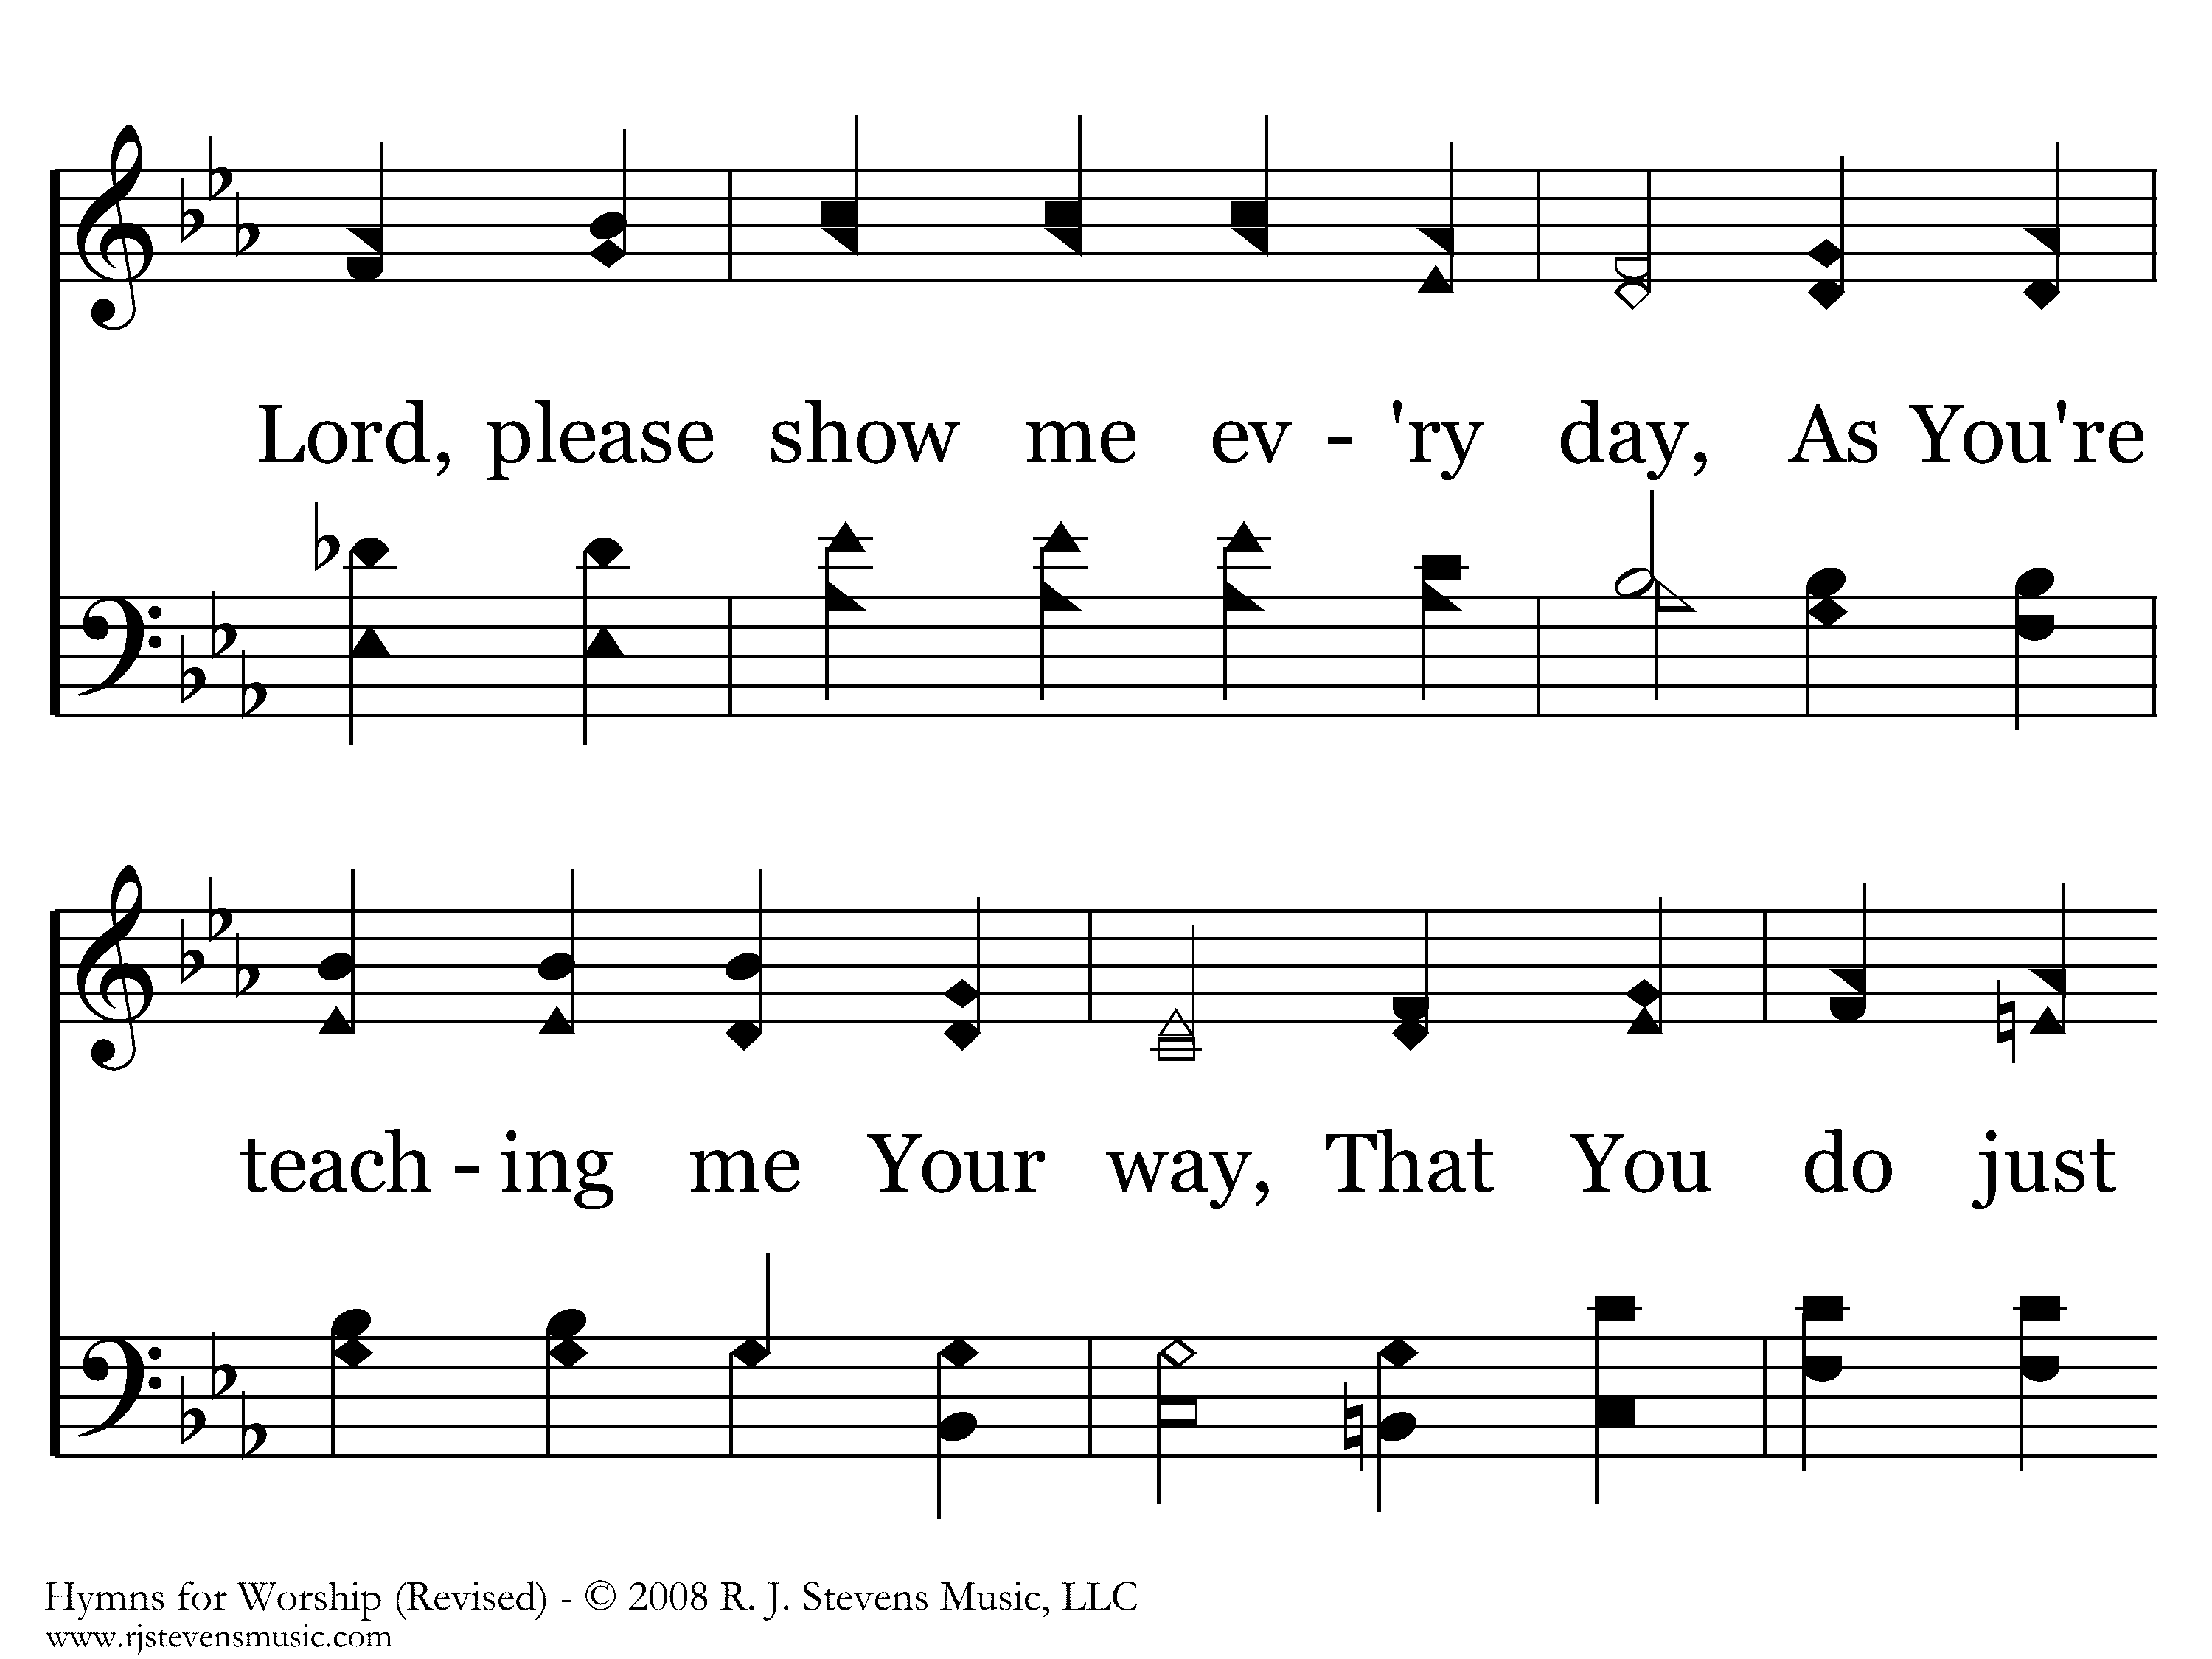 Lord, please show me ev - 'ry day, As You're
teach - ing me Your way, That You do just
Hymns for Worship (Revised) - © 2008 R. J. Stevens Music, LLC
www.rjstevensmusic.com